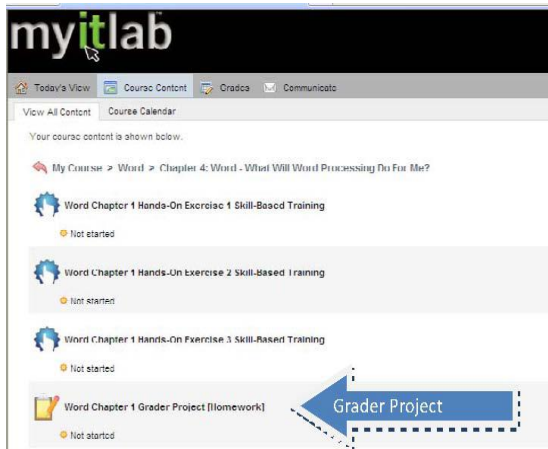 myitlab
Today's View Course Content Grades Communicate
View All Content Course Calendar
Your course content is shown below.
My Course > Word > Chapter 4: Word - What Will Word Processing Do For Me?
Word Chapter 1 Hands-On Exercise 1 Skill-Based Training
Not started
Word Chapter 1 Hands-On Exercise 2 Skill-Based Training
Not started
Word Chapter 1 Hands-On Exercise 3 Skill-Based Training
Not started
Word Chapter 1 Grader Project [Homework]
Grader Project
Not started